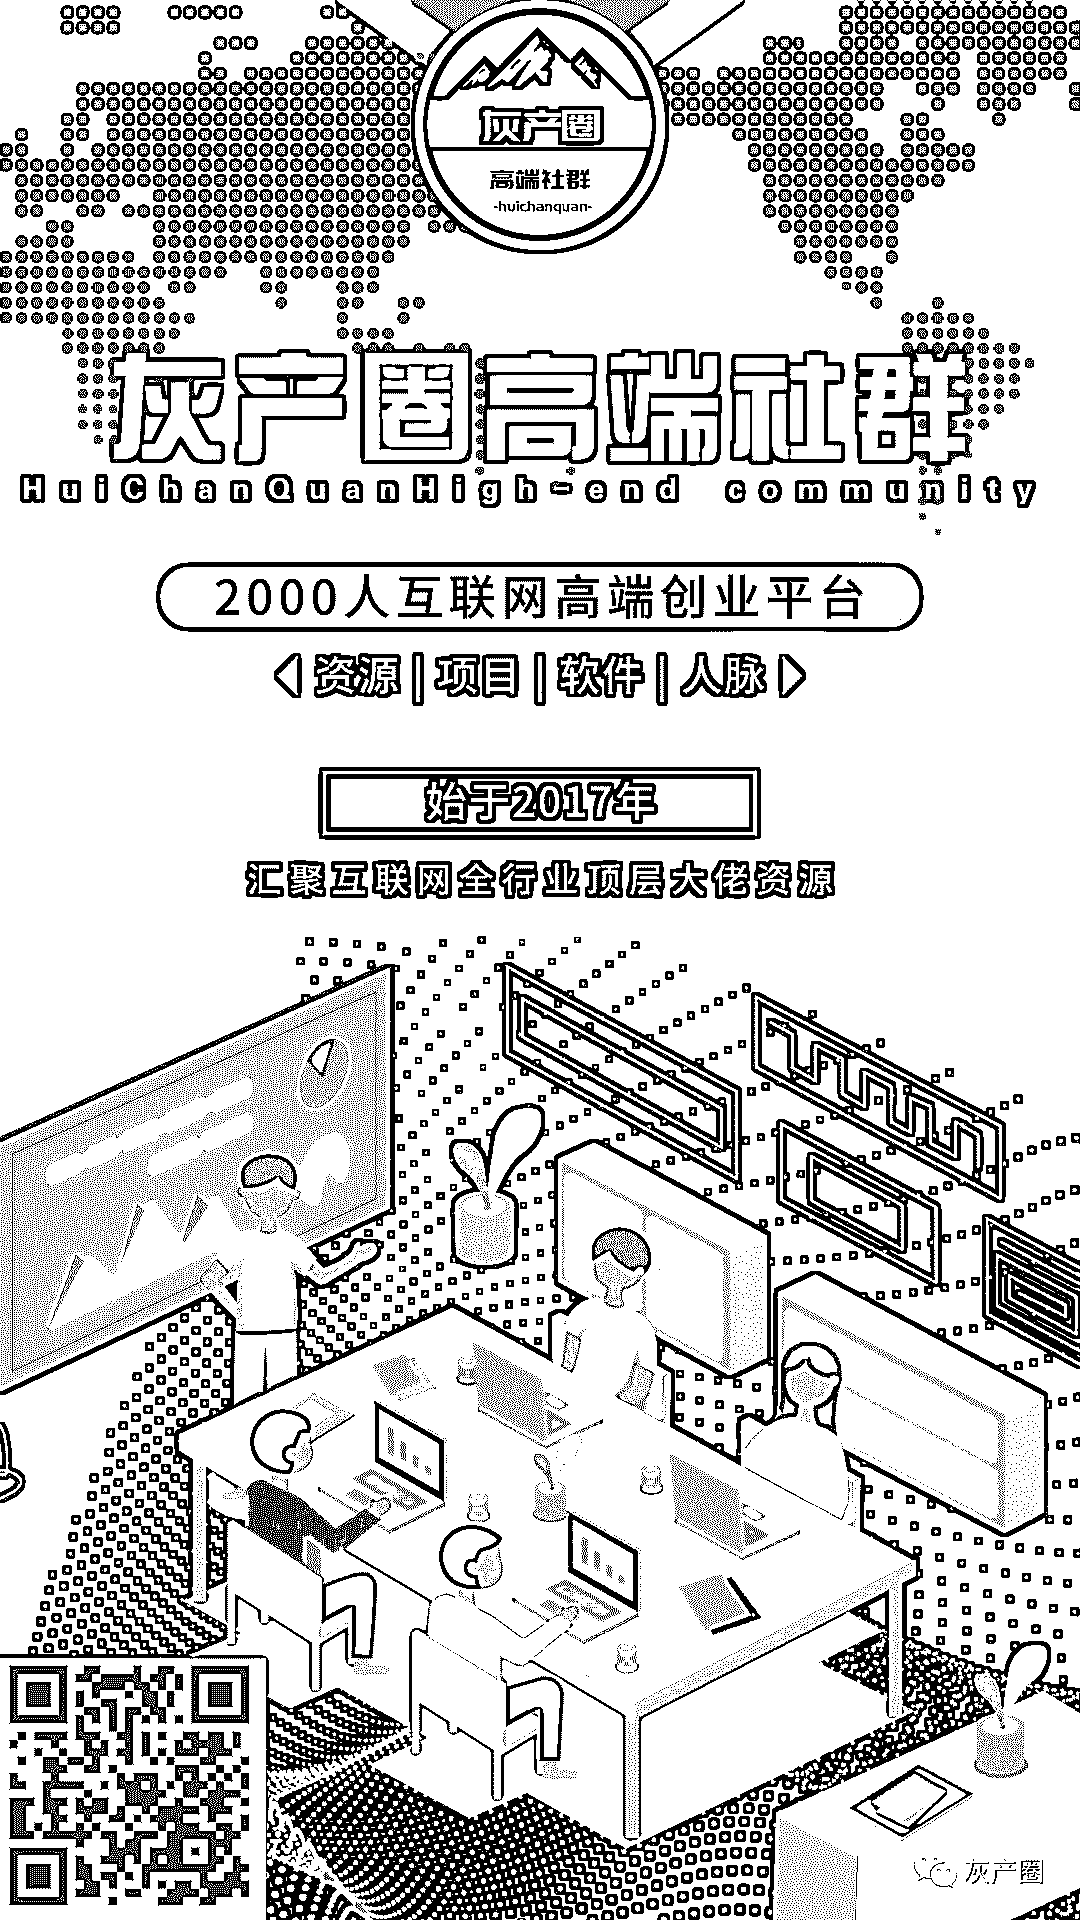 灰产圈
高端社群
-huichanquan-
灰产圈高端社群
HuiChanQuanHigh-end community
2000人互联网高端创业平台
资源|项目|软件|人脉
始于2017年
汇聚互联网全行业顶层大佬资源
灰产圈